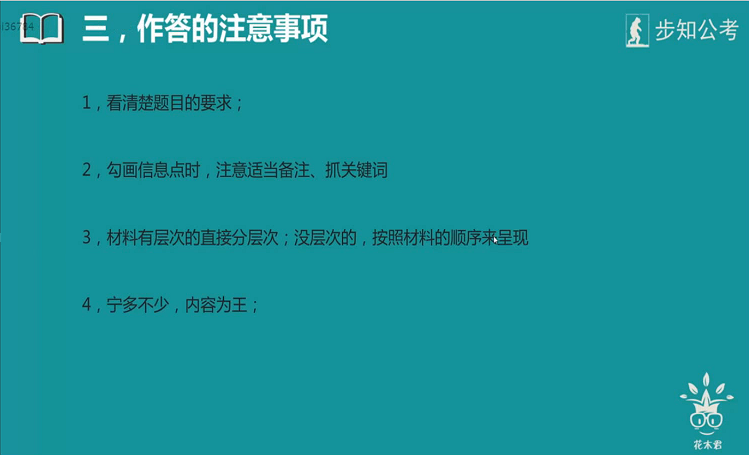 i36784
三，作答的注意事项
步知公考
1，看清楚题目的要求；
2，勾画信息点时，注意适当备注、抓关键词
3，材料有层次的直接分层次；没层次的，按照材料的顺序来呈现
4，宁多不少，内容为王；
花木君